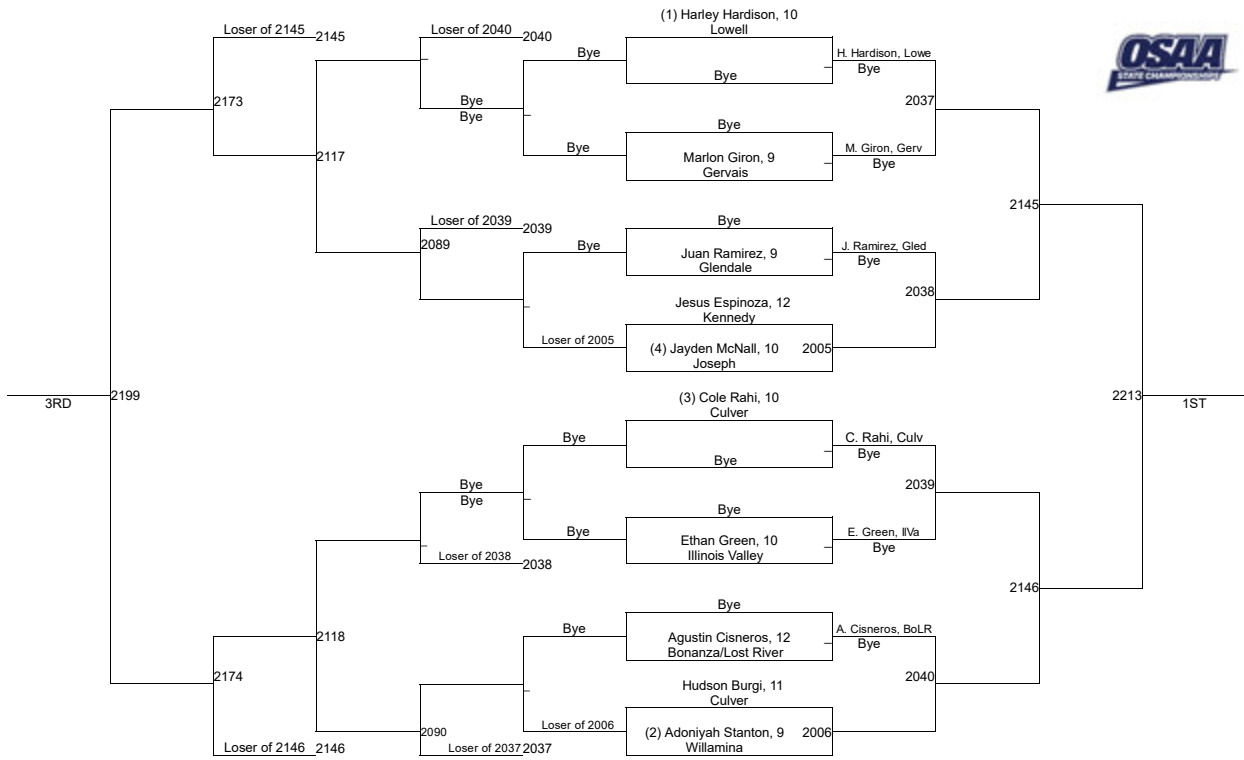 (1) Harley Hardison, 10
Loser of 2145 2145
Loser of 2040 2040
Lowell
Bye
H. Hardison, Lowe
Bye
Bye
OSAA
STATE CHAMPIONSHIPS
2173
Bye
Bye
2037
Bye
Bye
M. Giron, Gerv
Bye
2117
Marlon Giron, 9
Gervais
2145
Loser of 2039 2039
Bye
2089
Bye
J. Ramirez, Gled
Bye
Juan Ramirez, 9
Glendale
2038
Jesus Espinoza, 12
Kennedy
Loser of 2005
(4) Jayden McNall, 10 2005
Joseph
3RD
2199
2213
1ST
(3) Cole Rahi, 10
Culver
Bye
C. Rahi, Culv
Bye
Bye
Bye
Bye
2039
Bye
Bye
E. Green, IlVa
Bye
Ethan Green, 10
Illinois Valley
Loser of 2038 2038
2146
Bye
Bye
A. Cisneros, BoLR
Bye
2118
Agustin Cisneros, 12
Bonanza/Lost River
2174
2040
Hudson Burgi, 11
Culver
2090
Loser of 2006
(2) Adoniyah Stanton, 9 2006
Willamina
Loser of 2146 2146
Loser of 2037 2037